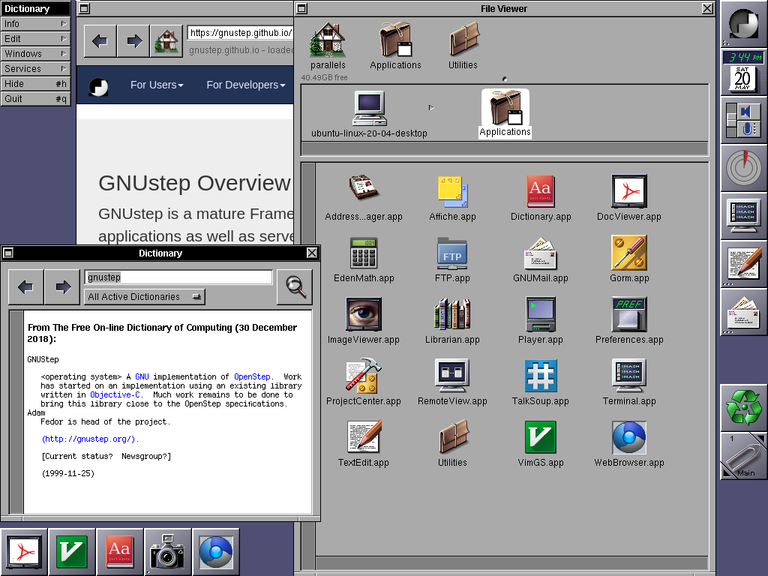 Dictionary
Info
Edit
Windows
Services
Hide #h
Quit #q
https://gnustep.github.io/
gnustep.github.io - loaded
For Users
For Developers
GNUstep Overview
GNUstep is a mature Frame
applications as well as serve
File Viewer
parallels
Applications
Utilities
40.49GB free
ubuntu-linux-20-04-desktop
Applications
Address...ager.app
Affiche.app
Dictionary.app
DocViewer.app
EdenMath.app
FTP
FTP.app
GNUMail.app
Gorm.app
ImageViewer.app
Librarian.app
Player.app
PREF
Preferences.app
ProjectCenter.app
RemoteView.app
TalkSoup.app
Terminal.app
TextEdit.app
Utilities
VimGS.app
WebBrowser.app
Dictionary
gnustep
All Active Dictionaries
From The Free On-line Dictionary of Computing (30 December
2018):
GNUStep
<operating system> A GNU implementation of OpenStep. Work
has started on an implementation using an existing library
written in Objective-C. Much work remains to be done to
bring this library close to the OpenStep specifications.
Adam
Fedor is head of the project.
(http://gnustep.org/).
[Current status? Newsgroup?]
(1999-11-25)
Aa
Aa
3:44 PM
SAT
20
MAY
1
Main